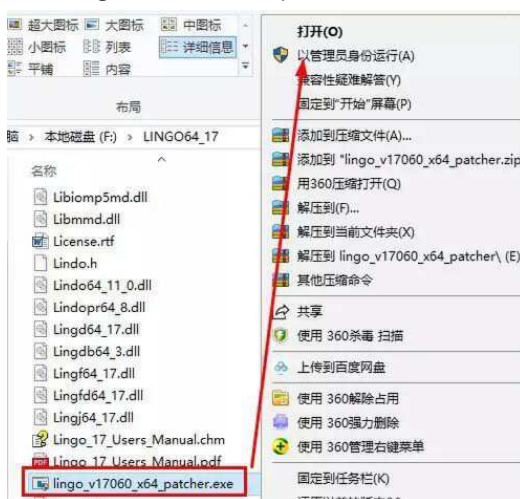 超大图标 大图标 中图标
小图标 列表 详细信息
平铺 内容
布局
脑 › 本地磁盘 (F:) › LINGO64_17
名称
Libiomp5md.dll
Libmmd.dll
License.rtf
Lindo.h
Lindo64_11_0.dll
Lindopr64_8.dll
Lingd64_17.dll
Lingdb64_3.dll
Lingf64_17.dll
Lingfd64_17.dll
Lingj64_17.dll
Lingo_17_Users_Manual.chm
Lingo_17_Users_Manual.pdf
lingo_v17060_x64_patcher.exe
打开(O)
以管理员身份运行(A)
兼容性疑难解答(Y)
固定到"开始"屏幕(P)
添加到压缩文件(A)...
添加到 "lingo_v17060_x64_patcher.zip
用360压缩打开(Q)
解压到(F)...
解压到当前文件夹(X)
解压到 lingo_v17060_x64_patcher\ (E)
其他压缩命令
共享
使用 360杀毒 扫描
上传到百度网盘
使用 360解除占用
使用 360强力删除
使用 360管理右键菜单
固定到任务栏(K)